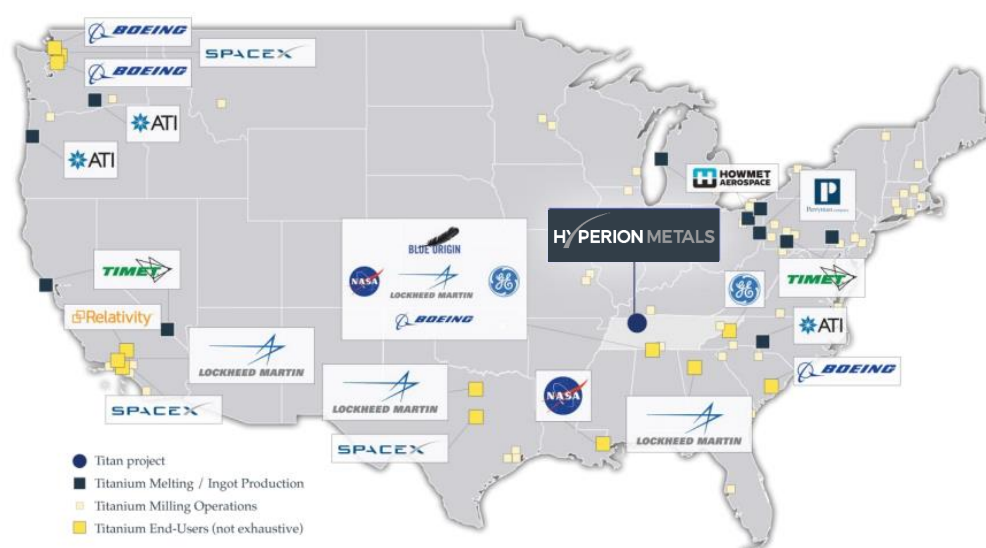 BOEING
SPACEX
BOEING
ATI
ATI
HOWMET
AEROSPACE
P
Perryman Company
HYPERION METALS
BLUE ORIGIN
NASA
LOCKHEED MARTIN
GE
BOEING
TIMET
GE
TIMET
Relativity
ATI
LOCKHEED MARTIN
BOEING
LOCKHEED MARTIN
NASA
SPACEX
LOCKHEED MARTIN
SPACEX
Titan project
Titanium Melting / Ingot Production
Titanium Milling Operations
Titanium End-Users (not exhaustive)